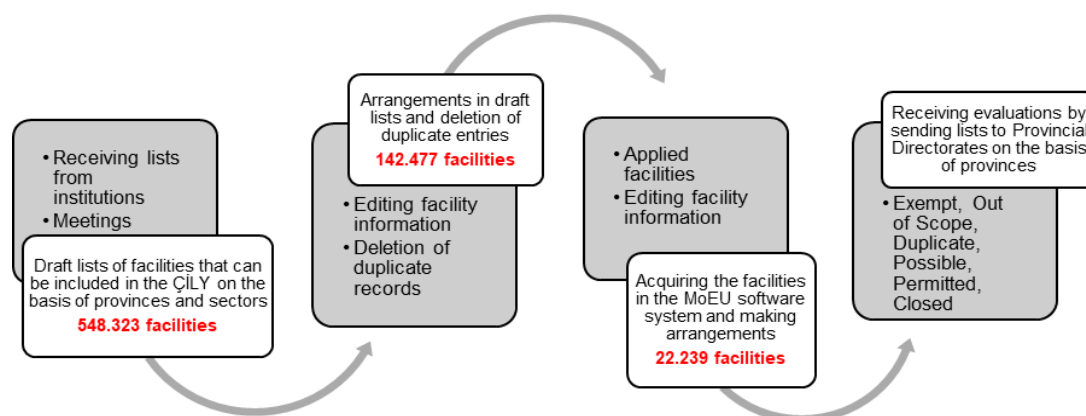 • Receiving lists
from
institutions
• Meetings
Draft lists of facilities that can
be included in the ÇİLY on the
basis of provinces and sectors
548.323 facilities
Arrangements in draft
lists and deletion of
duplicate entries
142.477 facilities
• Editing facility
information
• Deletion of
duplicate
records
• Applied
facilities
• Editing facility
information
Acquiring the facilities
in the MoEU software
system and making
arrangements
22.239 facilities
Receiving evaluations by
sending lists to Provincial
Directorates on the basis
of provinces
• Exempt, Out
of Scope,
Duplicate,
Possible,
Permitted,
Closed